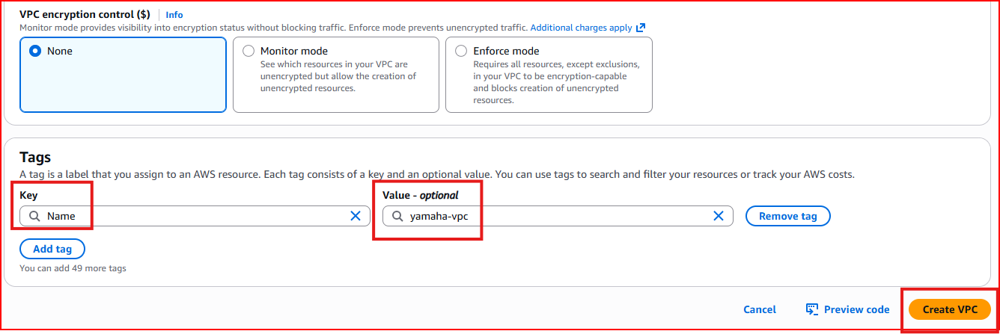 VPC encryption control ($) Info
Monitor mode provides visibility into encryption status without blocking traffic. Enforce mode prevents unencrypted traffic. Additional charges apply
None
Monitor mode
See which resources in your VPC are
unencrypted but allow the creation of
unencrypted resources.
Enforce mode
Requires all resources, except exclusions,
in your VPC to be encryption-capable
and blocks creation of unencrypted
resources.
Tags
A tag is a label that you assign to an AWS resource. Each tag consists of a key and an optional value. You can use tags to search and filter your resources or track your AWS costs.
Key
Value - optional
Name
yamaha-vpc
Remove tag
Add tag
You can add 49 more tags
Cancel
Preview code
Create VPC